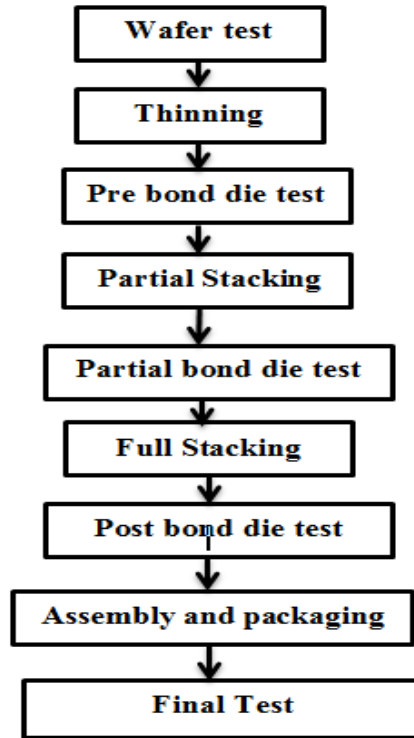 Wafer test
Thinning
Pre bond die test
Partial Stacking
Partial bond die test
Full Stacking
Post bond die test
Assembly and packaging
Final Test